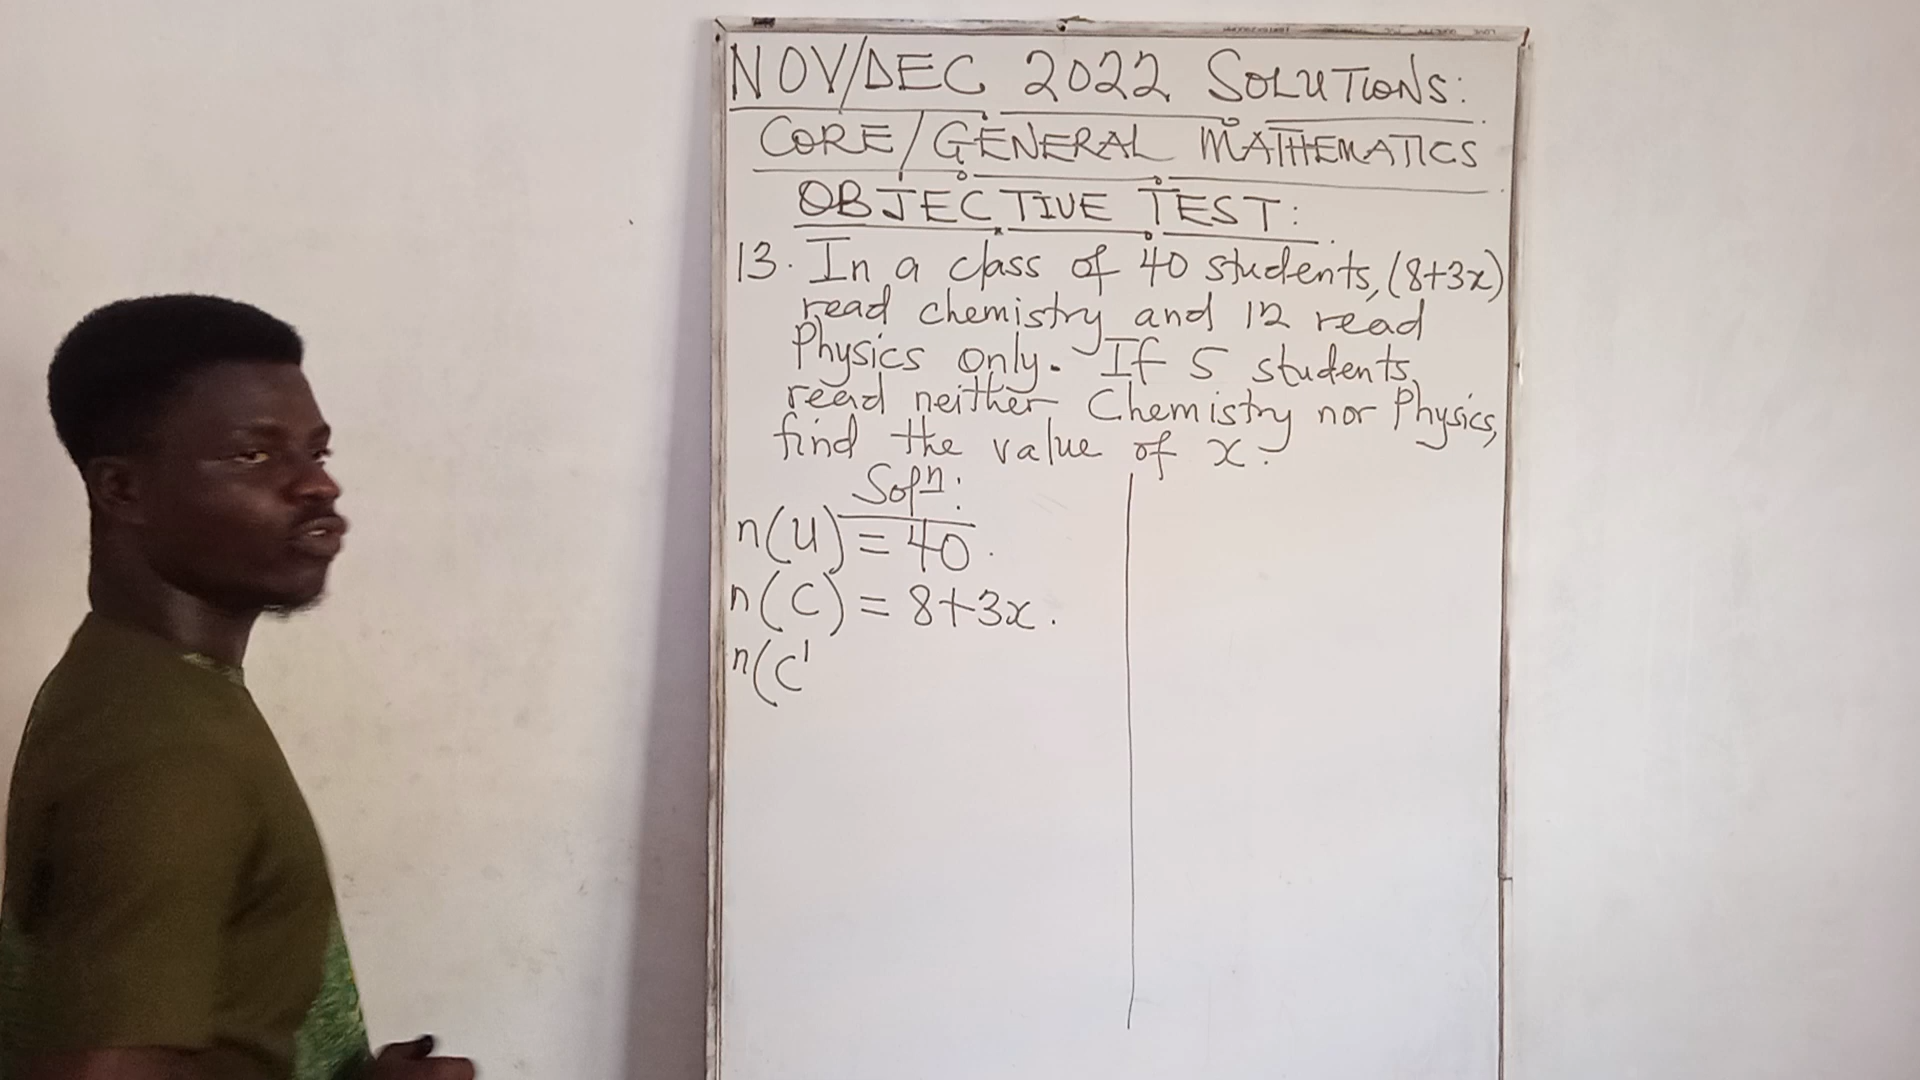 NOV/DEC 2022 SOLUTIONS:
CORE/GENERAL MATHEMATICS
OBJECTIVE TEST:
13. In a class of 40 students, (8+3x)
read chemistry and 12 read
Physics only. If 5 students
read neither Chemistry nor Physics,
find the value of x.
Solⁿ:
n(U) = 40.
n(C) = 8+3x.
n(C'